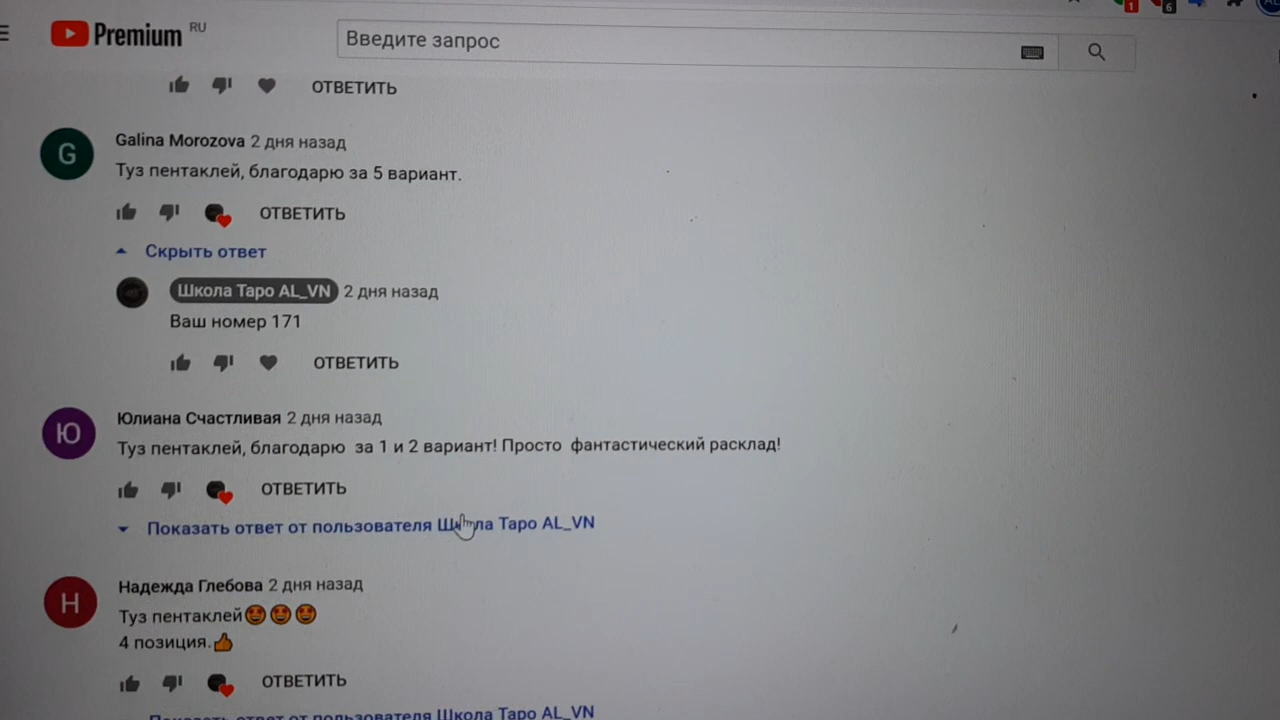 Premium RU
Введите запрос
ОТВЕТИТЬ
G
Galina Morozova 2 дня назад
Туз пентаклей, благодарю за 5 вариант.
ОТВЕТИТЬ
Скрыть ответ
Школа Таро AL_VN 2 дня назад
Ваш номер 171
ОТВЕТИТЬ
Ю
Юлиана Счастливая 2 дня назад
Туз пентаклей, благодарю за 1 и 2 вариант! Просто фантастический расклад!
ОТВЕТИТЬ
Показать ответ от пользователя Школа Таро AL_VN
Н
Надежда Глебова 2 дня назад
Туз пентаклей🤩🤩🤩
4 позиция.👍
ОТВЕТИТЬ
Показать ответ от пользователя Школа Таро AL_VN